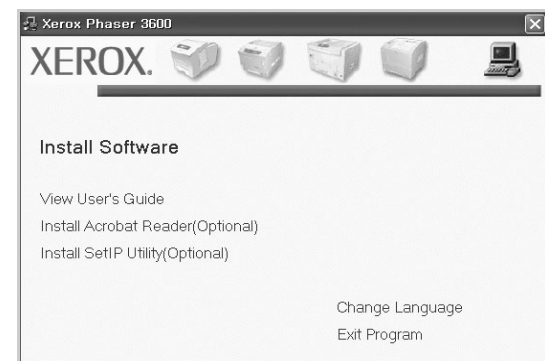 Xerox Phaser 3600
XEROX.
Install Software
View User's Guide
Install Acrobat Reader(Optional)
Install SetIP Utility(Optional)
Change Language
Exit Program